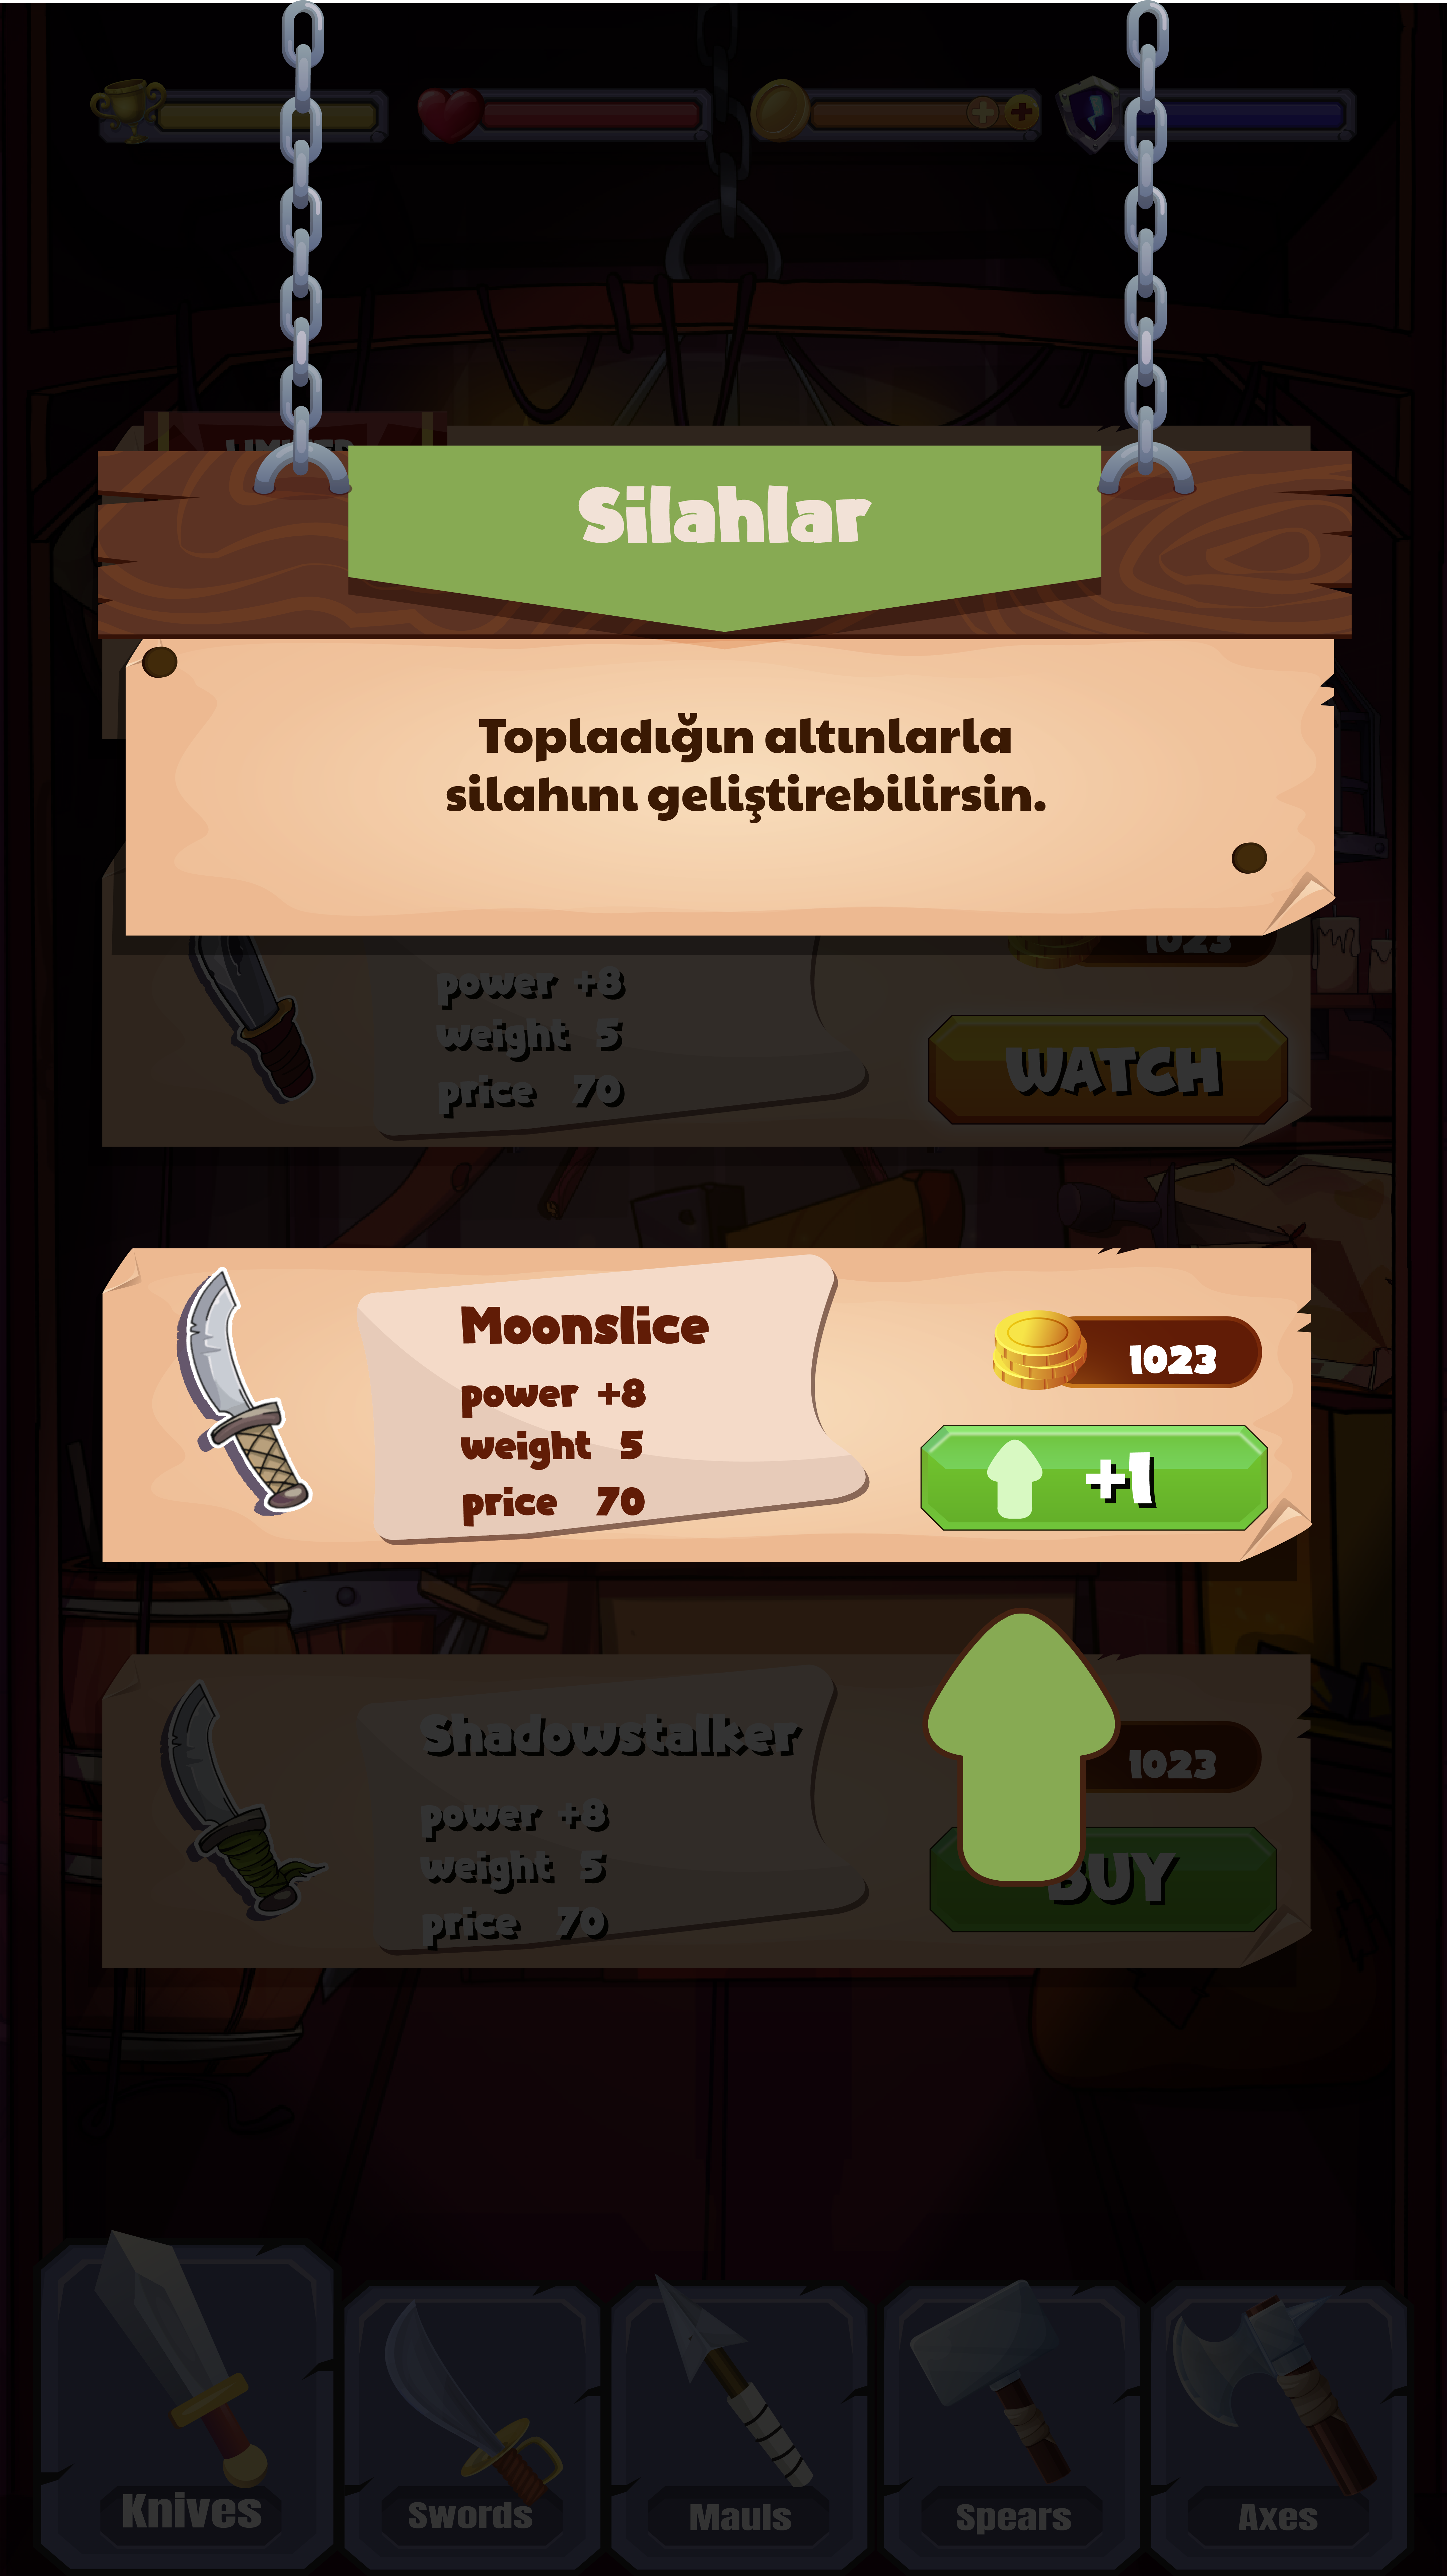 Silahlar
Topladığın altınlarla
silahını geliştirebilirsin.
1023
power +8
weight 5
price 70
WATCH
Moonslice
power +8
weight 5
price 70
1023
+1
Shadowstalker
power +8
weight 5
price 70
1023
BUY
Knives
Swords
Mauls
Spears
Axes